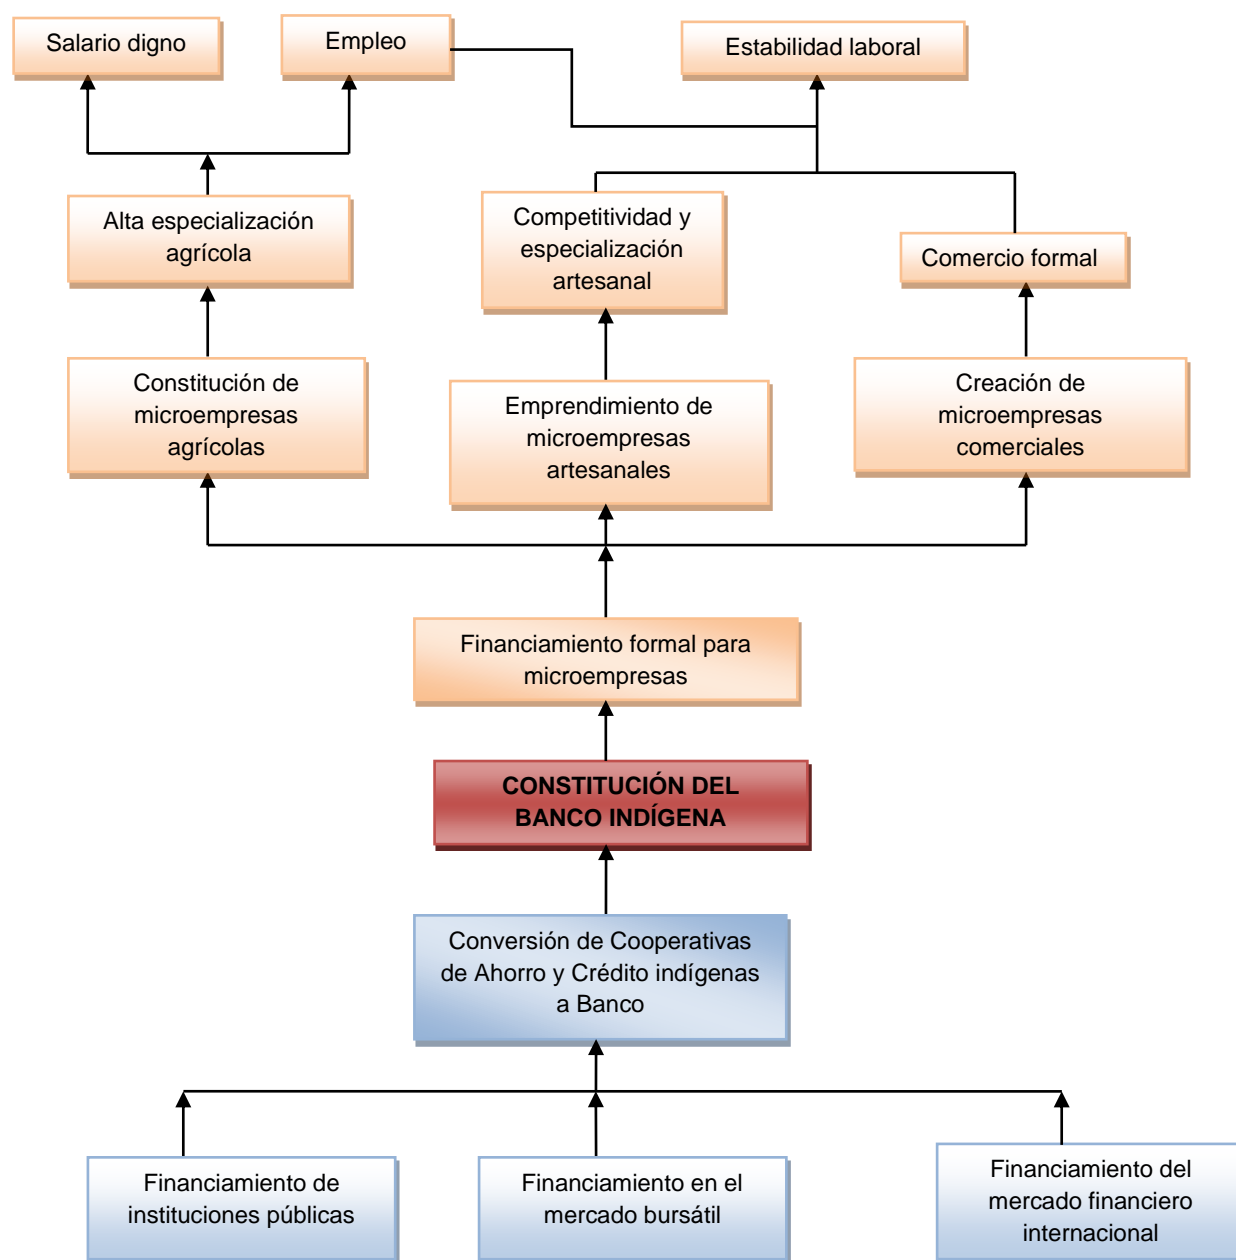 Salario digno
Empleo
Estabilidad laboral
Alta especialización
agrícola
Competitividad y
especialización
artesanal
Comercio formal
Constitución de
microempresas
agrícolas
Emprendimiento de
microempresas
artesanales
Creación de
microempresas
comerciales
Financiamiento formal para
microempresas
CONSTITUCIÓN DEL
BANCO INDÍGENA
Conversión de Cooperativas
de Ahorro y Crédito indígenas
a Banco
Financiamiento de
instituciones públicas
Financiamiento en el
mercado bursátil
Financiamiento del
mercado financiero
internacional